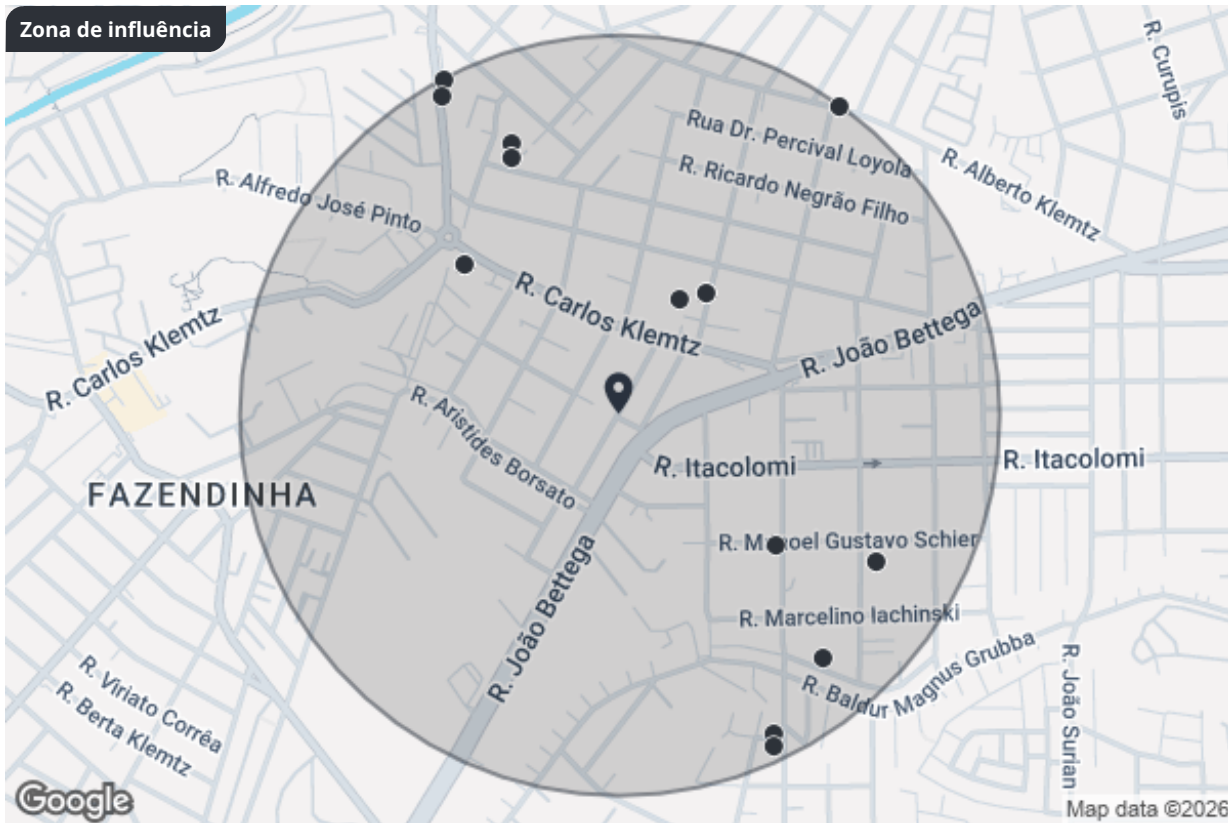 Zona de influência
R. Curupis
Rua Dr. Percival Loyola
R. Alberto Klemtz
R. Ricardo Negrão Filho
R. Alfredo José Pinto
R. Carlos Klemtz
R. Carlos Klemtz
R. João Bettega
R. Aristides Borsato
R. Itacolomi
R. Itacolomi
FAZENDINHA
R. Manoel Gustavo Schier
R. João Bettega
R. Marcelino Iachinski
R. Baldur Magnus Grubba
R. João Surian
R. Viriato Corrêa
R. Berta Klemtz
Google
Map data ©2026